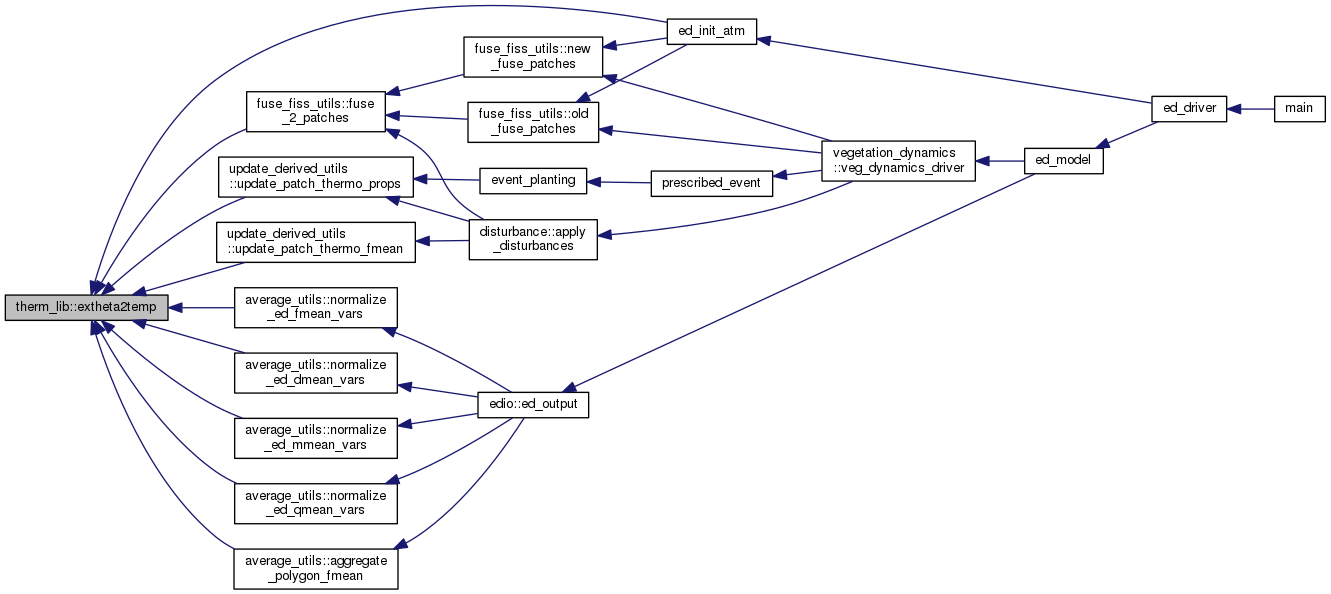 therm_lib::extheta2temp
fuse_fiss_utils::fuse
_2_patches
update_derived_utils
::update_patch_thermo_props
update_derived_utils
::update_patch_thermo_fmean
average_utils::normalize
_ed_fmean_vars
average_utils::normalize
_ed_dmean_vars
average_utils::normalize
_ed_mmean_vars
average_utils::normalize
_ed_qmean_vars
average_utils::aggregate
_polygon_fmean
fuse_fiss_utils::new
_fuse_patches
fuse_fiss_utils::old
_fuse_patches
event_planting
disturbance::apply
_disturbances
edio::ed_output
ed_init_atm
prescribed_event
vegetation_dynamics
::veg_dynamics_driver
ed_model
ed_driver
main